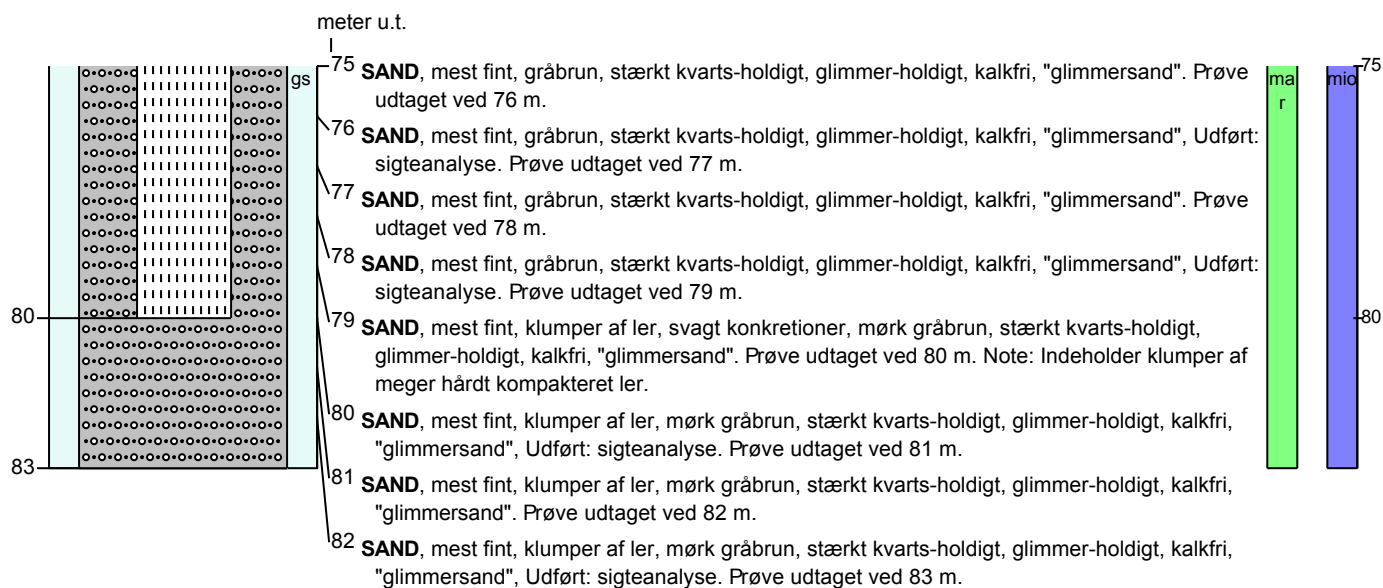 meter u.t.
gs
ma
r
mio
75
75 SAND, mest fint, gråbrun, stærkt kvarts-holdigt, glimmer-holdigt, kalkfri, "glimmersand". Prøve
udtaget ved 76 m.
76 SAND, mest fint, gråbrun, stærkt kvarts-holdigt, glimmer-holdigt, kalkfri, "glimmersand", Udført:
sigteanalyse. Prøve udtaget ved 77 m.
77 SAND, mest fint, gråbrun, stærkt kvarts-holdigt, glimmer-holdigt, kalkfri, "glimmersand". Prøve
udtaget ved 78 m.
78 SAND, mest fint, gråbrun, stærkt kvarts-holdigt, glimmer-holdigt, kalkfri, "glimmersand", Udført:
sigteanalyse. Prøve udtaget ved 79 m.
80
80
79 SAND, mest fint, klumper af ler, svagt konkretioner, mørk gråbrun, stærkt kvarts-holdigt,
glimmer-holdigt, kalkfri, "glimmersand". Prøve udtaget ved 80 m. Note: Indeholder klumper af
meger hårdt kompakteret ler.
80 SAND, mest fint, klumper af ler, mørk gråbrun, stærkt kvarts-holdigt, glimmer-holdigt, kalkfri,
"glimmersand", Udført: sigteanalyse. Prøve udtaget ved 81 m.
83
81 SAND, mest fint, klumper af ler, mørk gråbrun, stærkt kvarts-holdigt, glimmer-holdigt, kalkfri,
"glimmersand". Prøve udtaget ved 82 m.
82 SAND, mest fint, klumper af ler, mørk gråbrun, stærkt kvarts-holdigt, glimmer-holdigt, kalkfri,
"glimmersand", Udført: sigteanalyse. Prøve udtaget ved 83 m.